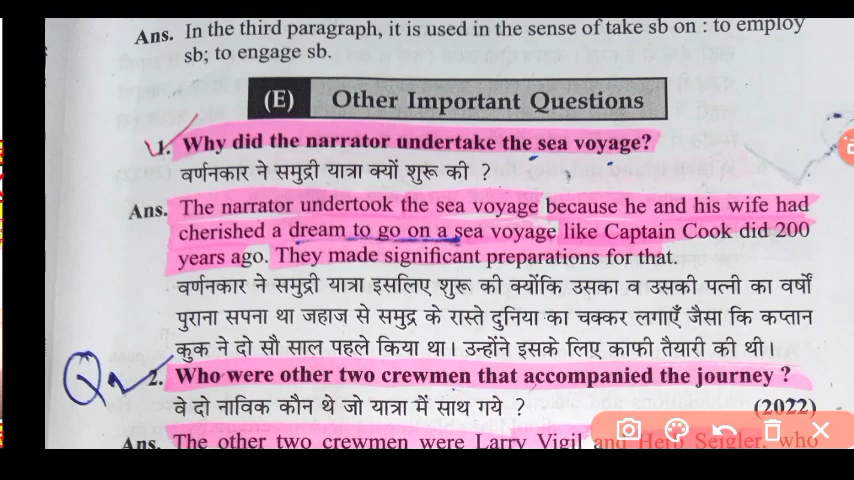 Ans. In the third paragraph, it is used in the sense of take sb on : to employ
sb; to engage sb.
(E) Other Important Questions
1. Why did the narrator undertake the sea voyage?
वर्णनकार ने समुद्री यात्रा क्यों शुरू की ?
Ans. The narrator undertook the sea voyage because he and his wife had
cherished a dream to go on a sea voyage like Captain Cook did 200
years ago. They made significant preparations for that.
वर्णनकार ने समुद्री यात्रा इसलिए शुरू की क्योंकि उसका व उसकी पत्नी का वर्षों
पुराना सपना था जहाज से समुद्र के रास्ते दुनिया का चक्कर लगाएँ जैसा कि कप्तान
कुक ने दो सौ साल पहले किया था। उन्होंने इसके लिए काफी तैयारी की थी।
2. Who were other two crewmen that accompanied the journey ?
वे दो नाविक कौन थे जो यात्रा में साथ गये ? (2022)
Ans. The other two crewmen were Larry Vigil and Herb Seigler, who